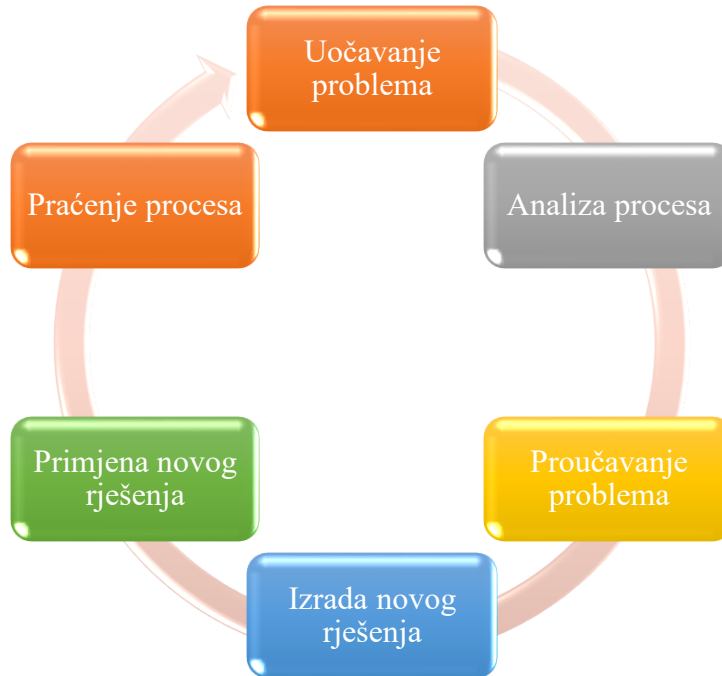 Uočavanje
problema
Analiza procesa
Proučavanje
problema
Izrada novog
rješenja
Primjena novog
rješenja
Praćenje procesa